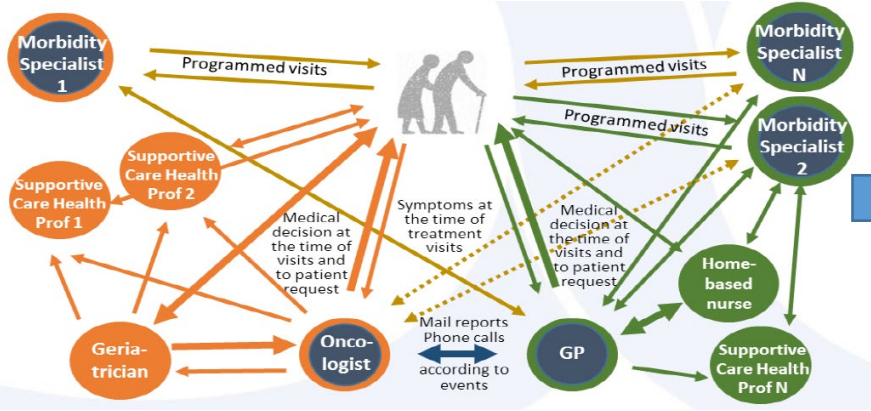 Morbidity
Specialist
1
Programmed visits
Programmed visits
Morbidity
Specialist
N
Programmed visits
Morbidity
Specialist
2
Supportive
Care Health
Prof 2
Supportive
Care Health
Prof 1
Medical
decision at
the time of
visits and
to patient
request
Symptoms at
the time of
treatment
visits
Medical
decision at
the time of
visits and
to patient
request
Home-
based
nurse
Geria-
trician
Onco-
logist
Mail reports
Phone calls
according to
events
GP
Supportive
Care Health
Prof N